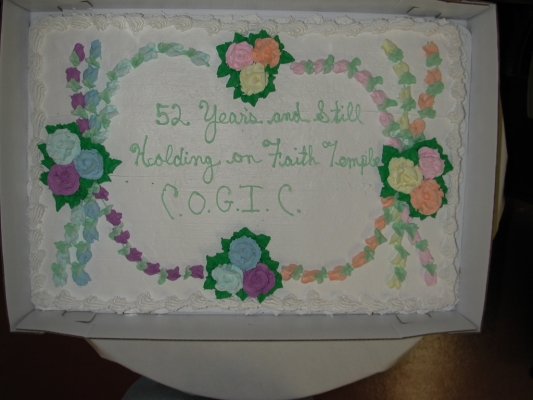 52 Years and Still
Holding on Faith Temple
C.O.G.I.C.